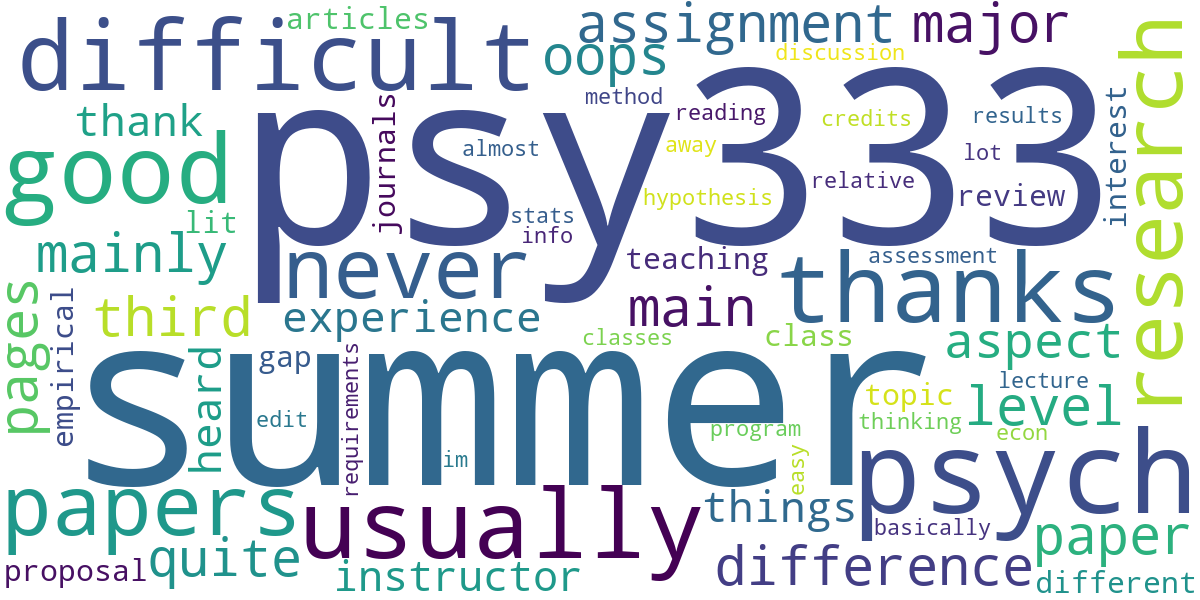 articles
difficult
assignment
major
oops
discussion
research
psy333
method
reading
credits
results
interest
thank
journals
good
almost
away
lot
relative
review
hypothesis
lit
stats
info
mainly
never
teaching
assessment
thanks
pages
empirical
third
experience
main
heard
gap
requirements
summer
classes
class
aspect
lecture
topic
level
edit
program
thinking
econ
im
easy
psych
papers
usually
things
basically
paper
proposal
quite
instructor
difference
different